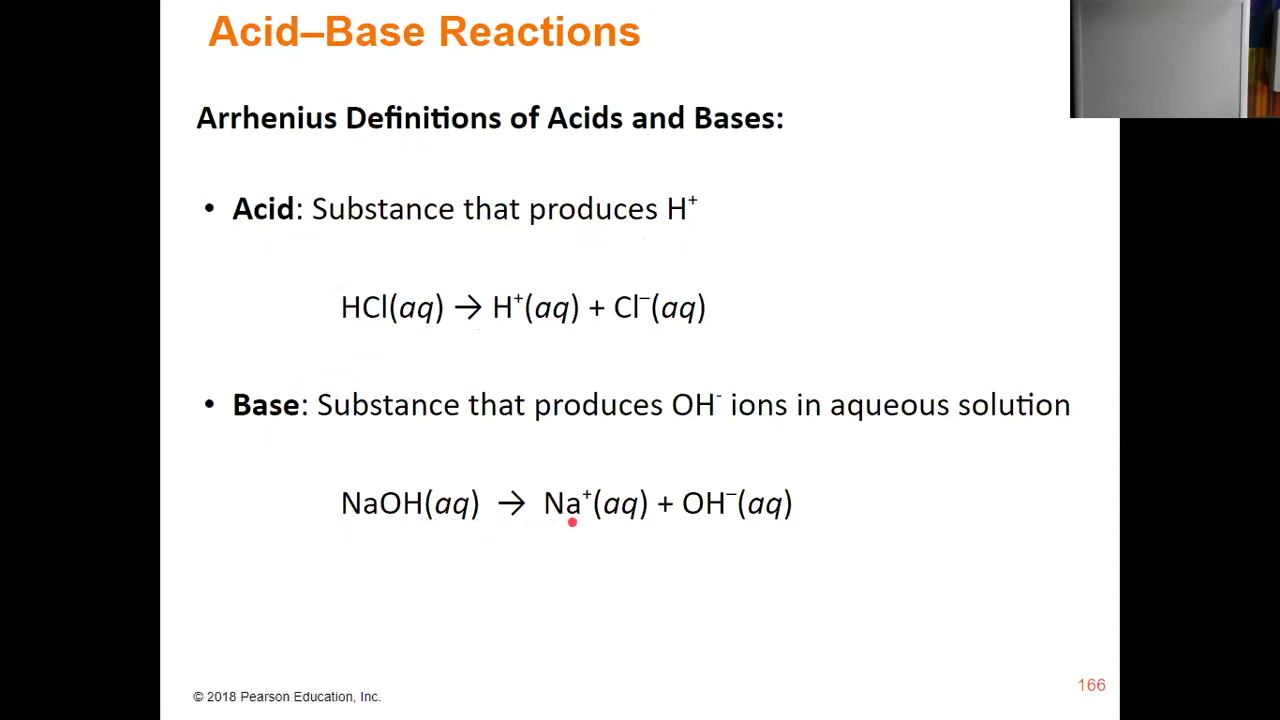 Acid–Base Reactions
Arrhenius Definitions of Acids and Bases:
• Acid: Substance that produces H⁺
HCl(aq) → H⁺(aq) + Cl⁻(aq)
• Base: Substance that produces OH⁻ ions in aqueous solution
NaOH(aq) → Na⁺(aq) + OH⁻(aq)
© 2018 Pearson Education, Inc.
166